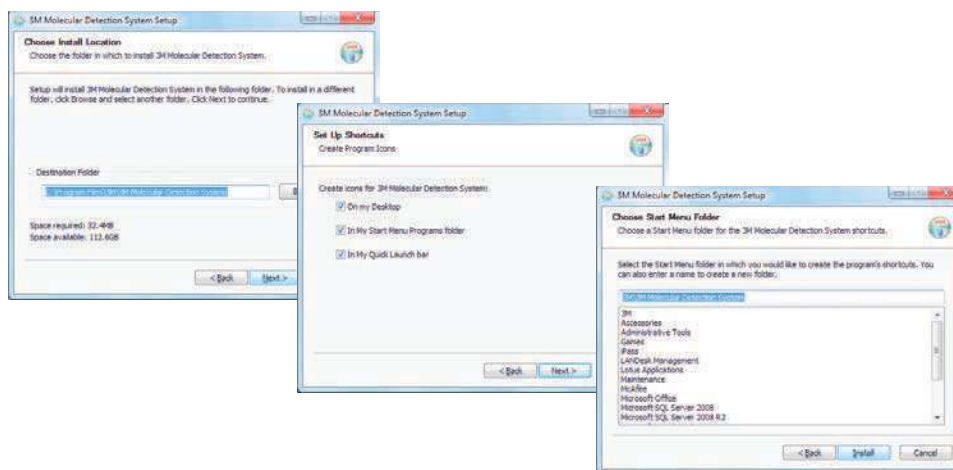 3M Molecular Detection System Setup
Choose Install Location
Choose the folder in which to install 3M Molecular Detection System.
Setup will install 3M Molecular Detection System in the following folder. To install in a different
folder, click Browse and select another folder. Click Next to continue.
Destination Folder
C:\Program Files\3M\3M Molecular Detection System\
Space required: 32.4MB
Space available: 112.6GB
< Back
Next >
3M Molecular Detection System Setup
Set Up Shortcuts
Create Program Icons
Create icons for 3M Molecular Detection System:
On my Desktop
In My Start Menu Programs folder
In My Quick Launch bar
< Back
Next >
3M Molecular Detection System Setup
Choose Start Menu Folder
Choose a Start Menu folder for the 3M Molecular Detection System shortcuts.
Select the Start Menu folder in which you would like to create the program's shortcuts. You
can also enter a name to create a new folder.
3M\3M Molecular Detection System
3M
Accessories
Administrative Tools
Games
iPass
LANDesk Management
Lotus Applications
Maintenance
McAfee
Microsoft Office
Microsoft SQL Server 2008
Microsoft SQL Server 2008 R2
< Back
Install
Cancel